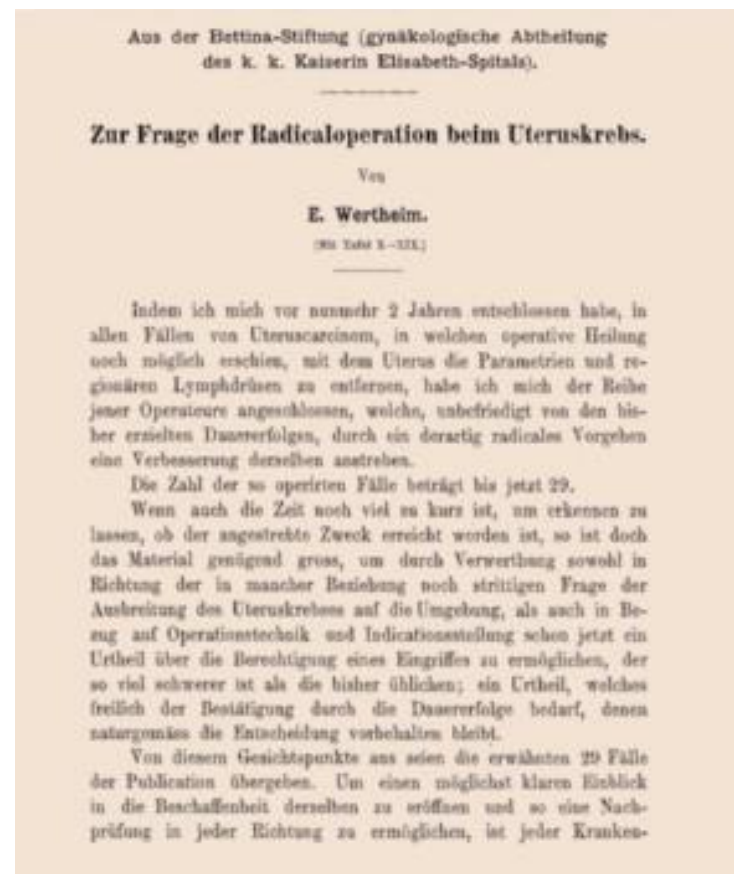 Aus der Bettina-Stiftung (gynäkologische Abtheilung
des k. k. Kaiserin Elisabeth-Spitals).
Zur Frage der Radicaloperation beim Uteruskrebs.
Von
E. Wertheim.
(Mit Tafel X.—XIX.)
Indem ich mich vor nunmehr 2 Jahren entschlossen habe, in
allen Fällen von Uteruscarcinom, in welchen operative Heilung
noch möglich erschien, mit dem Uterus die Parametrien und re-
gionären Lymphdrüsen zu entfernen, habe ich mich der Reihe
jener Operateure angeschlossen, welche, unbefriedigt von den bis-
her erzielten Dauererfolgen, durch ein derartig radicales Vorgehen
eine Verbesserung derselben anstreben.
Die Zahl der so operirten Fälle beträgt bis jetzt 29.
Wenn auch die Zeit noch viel zu kurz ist, um erkennen zu
lassen, ob der angestrebte Zweck erreicht worden ist, so ist doch
das Material genügend gross, um durch Verwerthung sowohl in
Richtung der in mancher Beziehung noch strittigen Frage der
Ausbreitung des Uteruskrebses auf die Umgebung, als auch in Be-
zug auf Operationstechnik und Indicationsstellung schon jetzt ein
Urtheil über die Berechtigung eines Eingriffes zu ermöglichen, der
so viel schwerer ist als die bisher üblichen; ein Urtheil, welches
freilich der Bestätigung durch die Dauererfolge bedarf, denen
naturgemäss die Entscheidung vorbehalten bleibt.
Von diesem Gesichtspunkte aus seien die erwähnten 29 Fälle
der Publication übergeben. Um einen möglichst klaren Einblick
in die Beschaffenheit derselben zu eröffnen und so eine Nach-
prüfung in jeder Richtung zu ermöglichen, ist jeder Kranken-